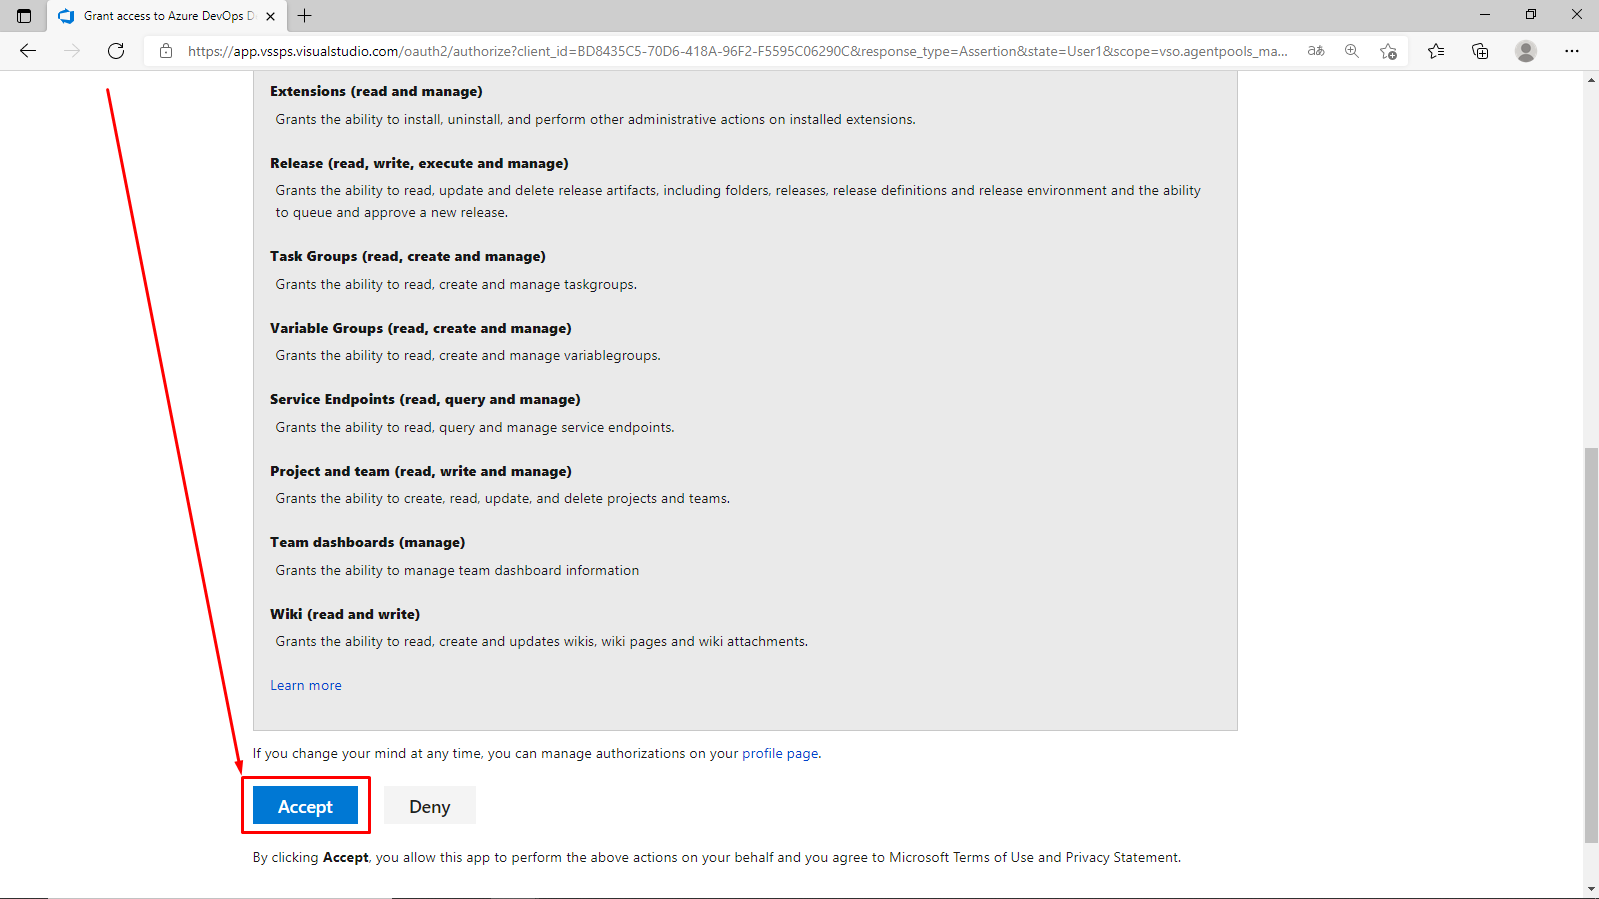 Grant access to Azure DevOps D
https://app.vssps.visualstudio.com/oauth2/authorize?client_id=BD8435C5-70D6-418A-96F2-F5595C06290C&response_type=Assertion&state=User1&scope=vso.agentpools_ma...
aあ
Extensions (read and manage)
Grants the ability to install, uninstall, and perform other administrative actions on installed extensions.
Release (read, write, execute and manage)
Grants the ability to read, update and delete release artifacts, including folders, releases, release definitions and release environment and the ability
to queue and approve a new release.
Task Groups (read, create and manage)
Grants the ability to read, create and manage taskgroups.
Variable Groups (read, create and manage)
Grants the ability to read, create and manage variablegroups.
Service Endpoints (read, query and manage)
Grants the ability to read, query and manage service endpoints.
Project and team (read, write and manage)
Grants the ability to create, read, update, and delete projects and teams.
Team dashboards (manage)
Grants the ability to manage team dashboard information
Wiki (read and write)
Grants the ability to read, create and updates wikis, wiki pages and wiki attachments.
Learn more
If you change your mind at any time, you can manage authorizations on your profile page.
Accept
Deny
By clicking Accept, you allow this app to perform the above actions on your behalf and you agree to Microsoft Terms of Use and Privacy Statement.